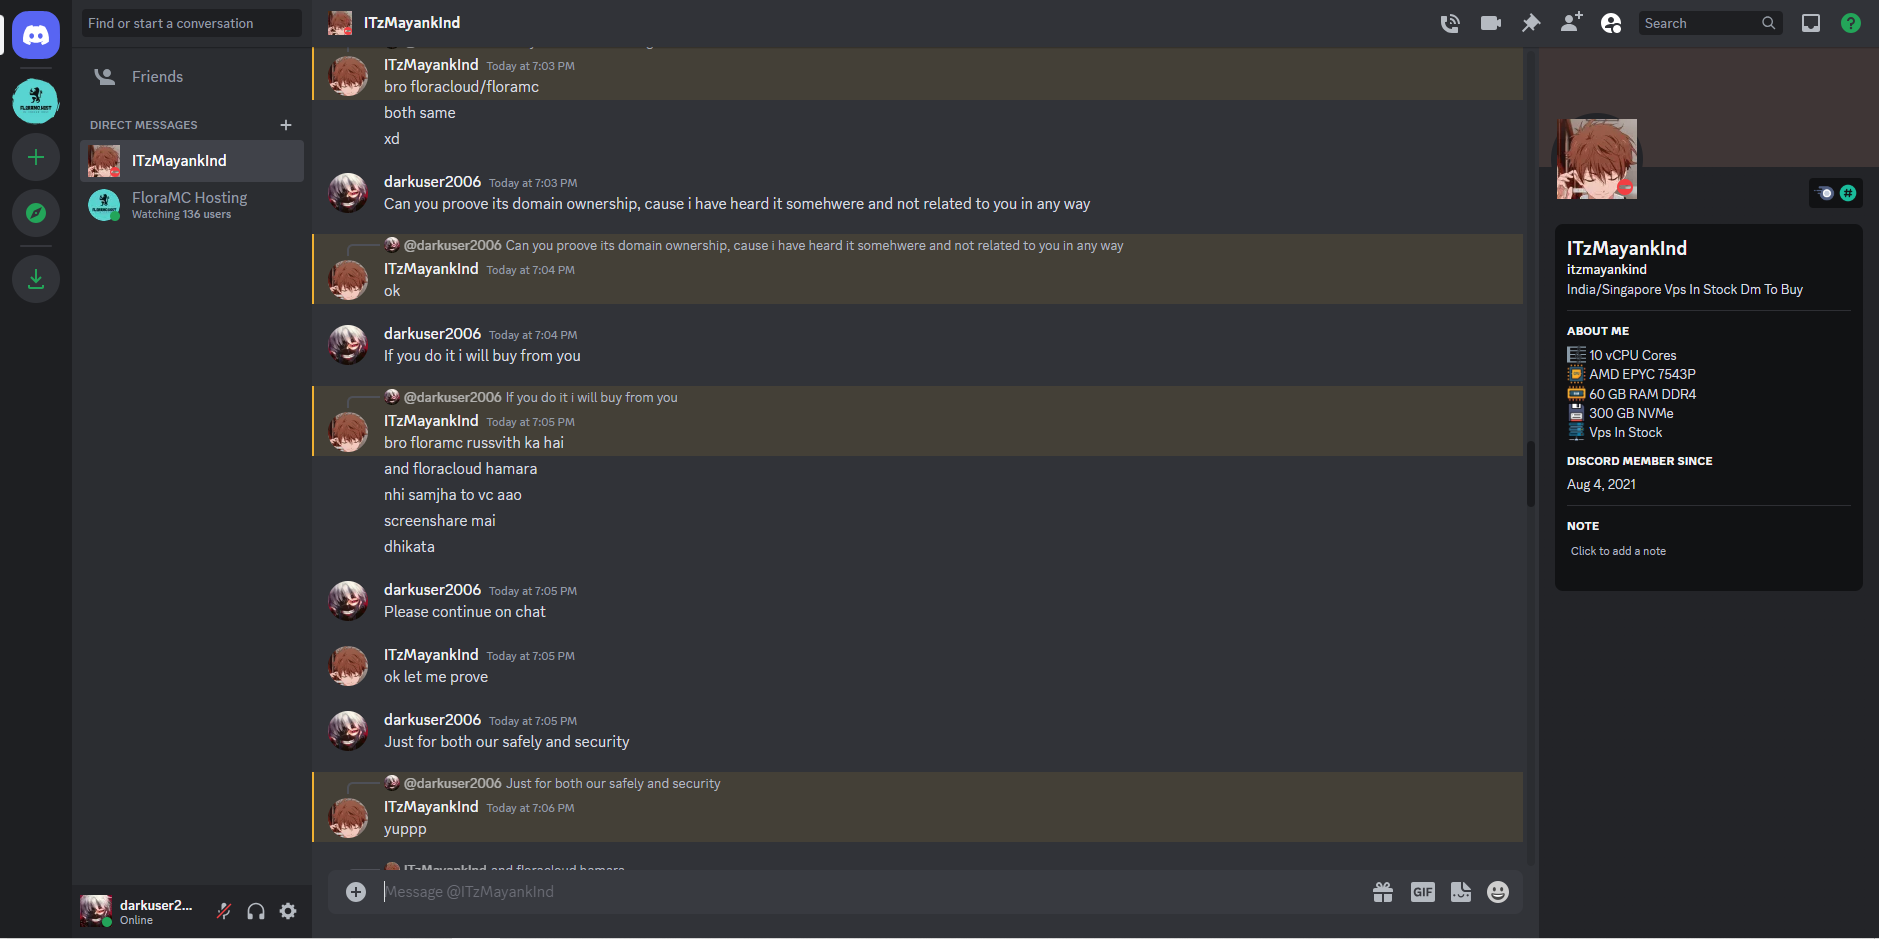 Find or start a conversation
ITzMayankInd
Search
Friends
DIRECT MESSAGES
ITzMayankInd
FloraMC Hosting
Watching 136 users
ITzMayankInd Today at 7:03 PM
bro floracloud/floramc
both same
xd
darkuser2006 Today at 7:03 PM
Can you proove its domain ownership, cause i have heard it somehwere and not related to you in any way
@darkuser2006 Can you proove its domain ownership, cause i have heard it somehwere and not related to you in any way
ITzMayankInd Today at 7:04 PM
ok
darkuser2006 Today at 7:04 PM
If you do it i will buy from you
@darkuser2006 If you do it i will buy from you
ITzMayankInd Today at 7:05 PM
bro floramc russvith ka hai
and floracloud hamara
nhi samjha to vc aao
screenshare mai
dhikata
darkuser2006 Today at 7:05 PM
Please continue on chat
ITzMayankInd Today at 7:05 PM
ok let me prove
darkuser2006 Today at 7:05 PM
Just for both our safely and security
@darkuser2006 Just for both our safely and security
ITzMayankInd Today at 7:06 PM
yuppp
ITzMayankInd and floracloud hamara
Message @ITzMayankInd
GIF
darkuser2...
Online
ITzMayankInd
itzmayankind
India/Singapore Vps In Stock Dm To Buy
ABOUT ME
10 vCPU Cores
AMD EPYC 7543P
60 GB RAM DDR4
300 GB NVMe
Vps In Stock
DISCORD MEMBER SINCE
Aug 4, 2021
NOTE
Click to add a note